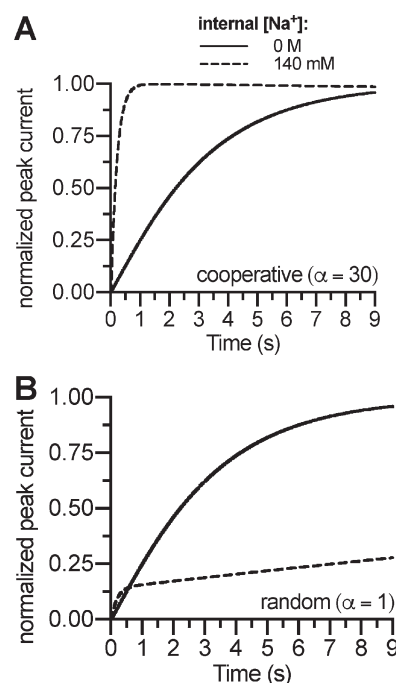 internal [Na⁺]:
0 M
140 mM
A
1.00
0.75
0.50
0.25
0.00
normalized peak current
cooperative (α = 30)
0 1 2 3 4 5 6 7 8 9
Time (s)
B
1.00
0.75
0.50
0.25
0.00
normalized peak current
random (α = 1)
0 1 2 3 4 5 6 7 8 9
Time (s)